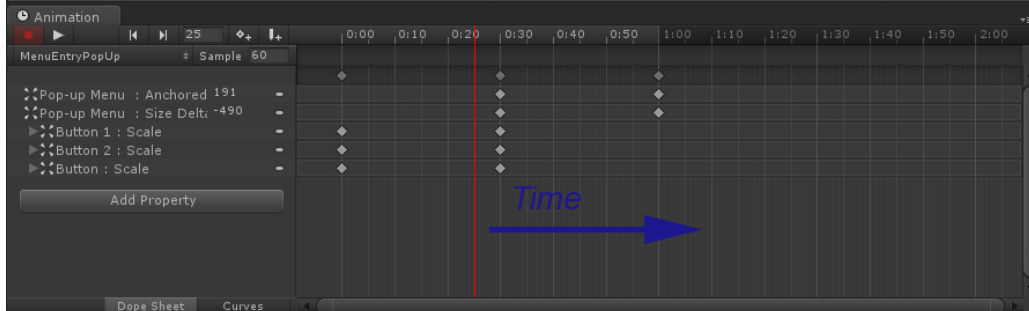 Animation
25
0:00 0:10 0:20 0:30 0:40 0:50 1:00 1:10 1:20 1:30 1:40 1:50 2:00
MenuEntryPopUp Sample 60
Pop-up Menu : Anchored 191
Pop-up Menu : Size Delta -490
Button 1 : Scale
Button 2 : Scale
Button : Scale
Add Property
Time
Dope Sheet Curves